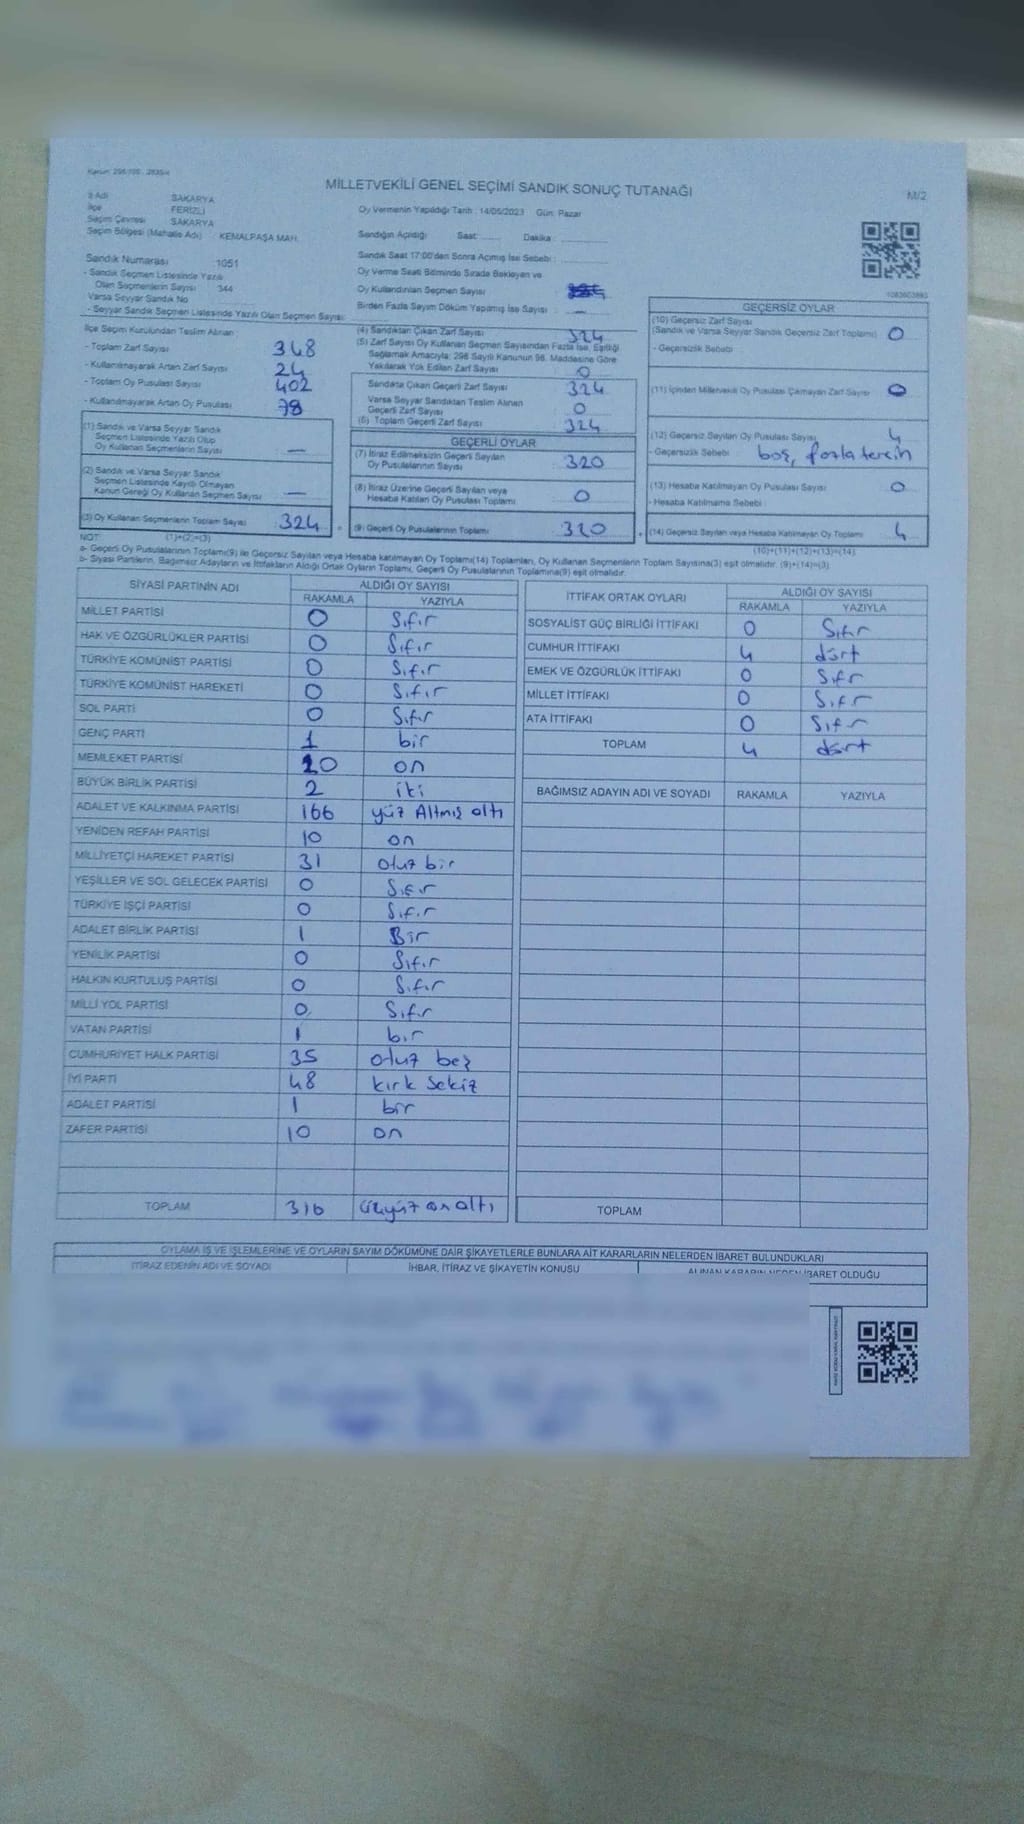 MİLLETVEKİLİ GENEL SEÇİMİ SANDIK SONUÇ TUTANAĞI
M/2
İl Adı SAKARYA
İlçe FERİZLİ
Seçim Çevresi SAKARYA
Seçim Bölgesi (Mahalle Adı) : KEMALPAŞA MAH.
Oy Vermenin Yapıldığı Tarih : 14/05/2023 Gün: Pazar
Sandığın Açıldığı Saat: Dakika :
Sandık Saat 17:00'den Sonra Açılmış İse Sebebi :
Oy Verme Saati Bitiminde Sırada Bekleyen ve
Oy Kullandırılan Seçmen Sayısı
Birden Fazla Sayım Döküm Yapılmış İse Sayısı : —
Sandık Numarası : 1051
- Sandık Seçmen Listesinde Yazılı
Olan Seçmenlerin Sayısı : 344
Varsa Seyyar Sandık No
- Seyyar Sandık Seçmen Listesinde Yazılı Olan Seçmen Sayısı:
İlçe Seçim Kurulundan Teslim Alınan :
- Toplam Zarf Sayısı 348
- Kullanılmayarak Artan Zarf Sayısı : 24
- Toplam Oy Pusulası Sayısı 402
- Kullanılmayarak Artan Oy Pusulası : 78
(1) Sandık ve Varsa Seyyar Sandık
Seçmen Listesinde Yazılı Olup
Oy Kullanan Seçmenlerin Sayısı : —
(2) Sandık ve Varsa Seyyar Sandık
Seçmen Listesinde Kayıtlı Olmayan
Kanun Gereği Oy Kullanan Seçmen Sayısı : —
(3) Oy Kullanan Seçmenlerin Toplam Sayısı : 324
(1)+(2)=(3)
(4) Sandıktan Çıkan Zarf Sayısı 324
(5) Zarf Sayısı Oy Kullanan Seçmen Sayısından Fazla İse, Eşitliği
Sağlamak Amacıyla; 298 Sayılı Kanunun 98. Maddesine Göre
Yakılarak Yok Edilen Zarf Sayısı 0
Sandıkta Çıkan Geçerli Zarf Sayısı 324
Varsa Seyyar Sandıktan Teslim Alınan
Geçerli Zarf Sayısı 0
(6) Toplam Geçerli Zarf Sayısı : 324
GEÇERLİ OYLAR
(7) İtiraz Edilmeksizin Geçerli Sayılan
Oy Pusulalarının Sayısı : 320
(8) İtiraz Üzerine Geçerli Sayılan veya
Hesaba Katılan Oy Pusulası Toplamı : 0
(9) Geçerli Oy Pusulalarının Toplamı : 320
GEÇERSİZ OYLAR
(10) Geçersiz Zarf Sayısı
(Sandık ve Varsa Seyyar Sandık Geçersiz Zarf Toplamı) : 0
- Geçersizlik Sebebi :
(11) İçinden Milletvekili Oy Pusulası Çıkmayan Zarf Sayısı : 0
(12) Geçersiz Sayılan Oy Pusulası Sayısı 4
- Geçersizlik Sebebi : boş, fazla tercih
(13) Hesaba Katılmayan Oy Pusulası Sayısı : 0
- Hesaba Katılmama Sebebi :
(14) Geçersiz Sayılan veya Hesaba Katılmayan Oy Toplamı : 4
(10)+(11)+(12)+(13)=(14)
NOT:
a- Geçerli Oy Pusulalarının Toplamı(9) ile Geçersiz Sayılan veya Hesaba katılmayan Oy Toplamı(14) Toplamları, Oy Kullanan Seçmenlerin Toplam Sayısına(3) eşit olmalıdır. (9)+(14)=(3)
b- Siyasi Partilerin, Bağımsız Adayların ve İttifakların Aldığı Ortak Oyların Toplamı, Geçerli Oy Pusulalarının Toplamına(9) eşit olmalıdır.
SİYASİ PARTİNİN ADI ALDIĞI OY SAYISI
RAKAMLA YAZIYLA
MİLLET PARTİSİ 0 Sıfır
HAK VE ÖZGÜRLÜKLER PARTİSİ 0 Sıfır
TÜRKİYE KOMÜNİST PARTİSİ 0 Sıfır
TÜRKİYE KOMÜNİST HAREKETİ 0 Sıfır
SOL PARTİ 0 Sıfır
GENÇ PARTİ 1 bir
MEMLEKET PARTİSİ 10 on
BÜYÜK BİRLİK PARTİSİ 2 iki
ADALET VE KALKINMA PARTİSİ 166 yüz Altmış altı
YENİDEN REFAH PARTİSİ 10 on
MİLLİYETÇİ HAREKET PARTİSİ 31 otuz bir
YEŞİLLER VE SOL GELECEK PARTİSİ 0 Sıfır
TÜRKİYE İŞÇİ PARTİSİ 0 Sıfır
ADALET BİRLİK PARTİSİ 1 Bir
YENİLİK PARTİSİ 0 Sıfır
HALKIN KURTULUŞ PARTİSİ 0 Sıfır
MİLLİ YOL PARTİSİ 0 Sıfır
VATAN PARTİSİ 1 bir
CUMHURİYET HALK PARTİSİ 35 otuz beş
İYİ PARTİ 48 kırk Sekiz
ADALET PARTİSİ 1 bir
ZAFER PARTİSİ 10 on
TOPLAM 316 üçyüz on altı
İTTİFAK ORTAK OYLARI ALDIĞI OY SAYISI
RAKAMLA YAZIYLA
SOSYALİST GÜÇ BİRLİĞİ İTTİFAKI 0 Sıfır
CUMHUR İTTİFAKI 4 dört
EMEK VE ÖZGÜRLÜK İTTİFAKI 0 Sıfr
MİLLET İTTİFAKI 0 Sıfr
ATA İTTİFAKI 0 Sıfr
TOPLAM 4 dört
BAĞIMSIZ ADAYIN ADI VE SOYADI RAKAMLA YAZIYLA
TOPLAM
OYLAMA İŞ VE İŞLEMLERİNE VE OYLARIN SAYIM DÖKÜMÜNE DAİR ŞİKAYETLERLE BUNLARA AİT KARARLARIN NELERDEN İBARET BULUNDUKLARI
İTİRAZ EDENİN ADI VE SOYADI İHBAR, İTİRAZ VE ŞİKAYETİN KONUSU ALINAN KARARIN NEDEN İBARET OLDUĞU